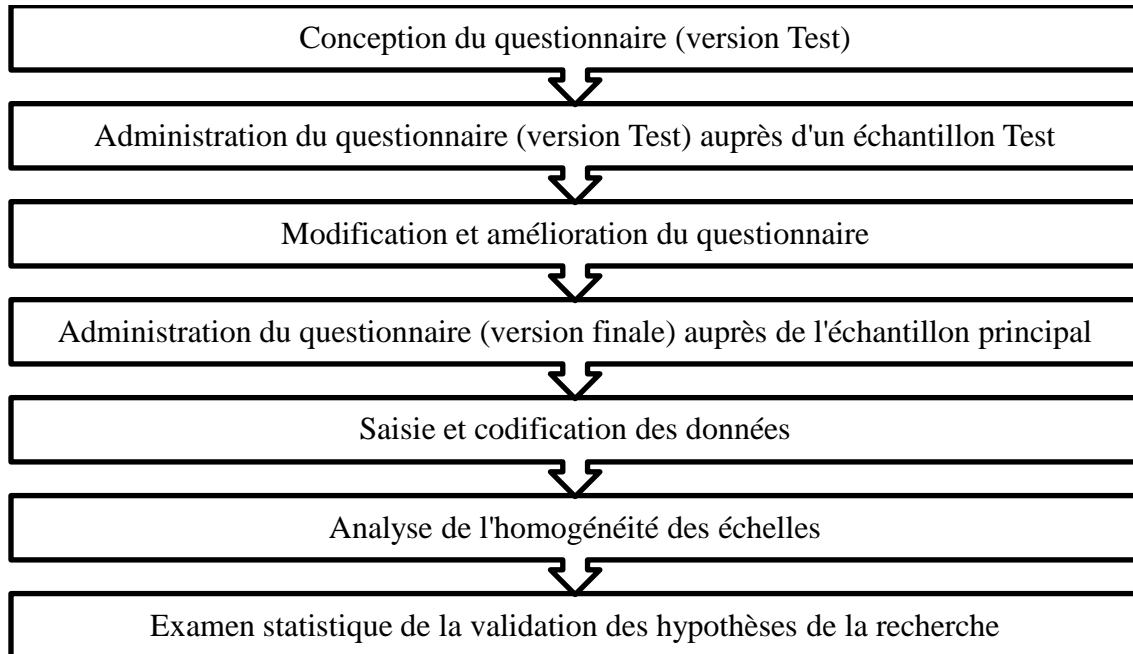 Conception du questionnaire (version Test)
Administration du questionnaire (version Test) auprès d'un échantillon Test
Modification et amélioration du questionnaire
Administration du questionnaire (version finale) auprès de l'échantillon principal
Saisie et codification des données
Analyse de l'homogénéité des échelles
Examen statistique de la validation des hypothèses de la recherche